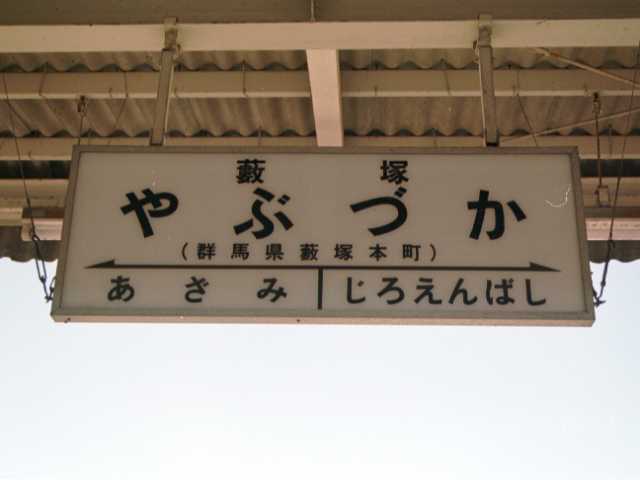 藪塚
やぶづか
(群馬県藪塚本町)
あざみ じろえんばし